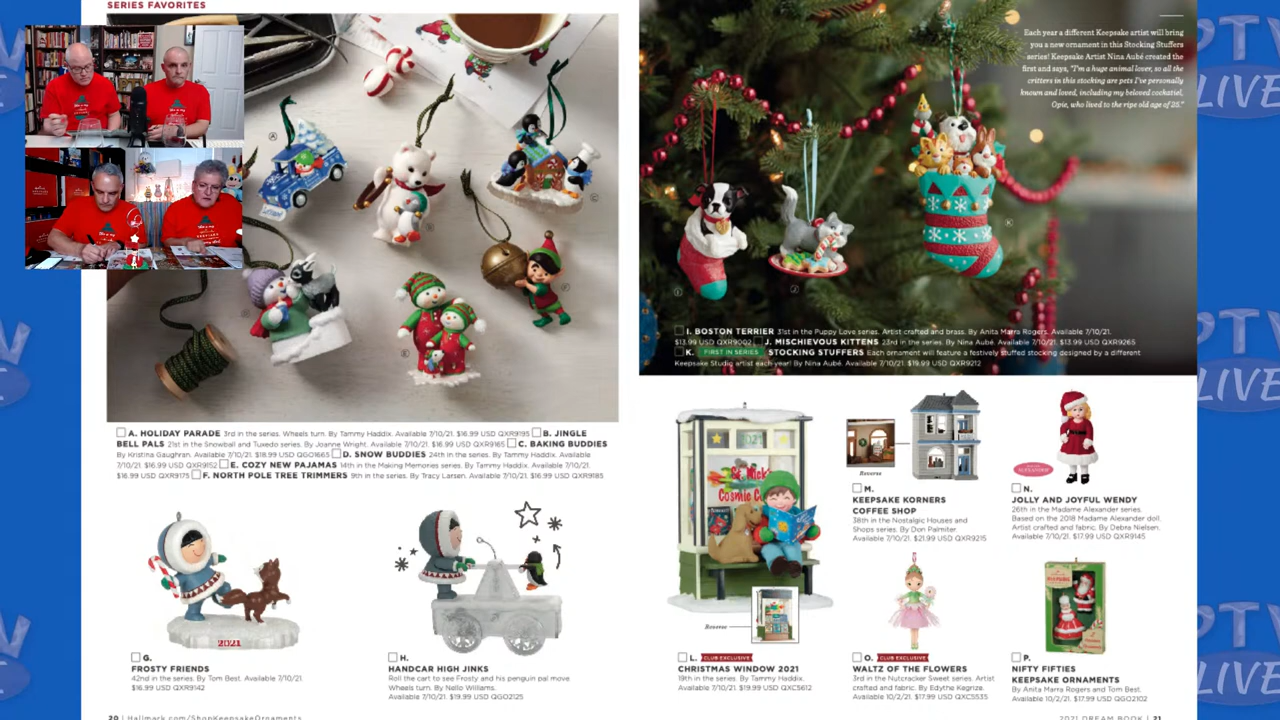 SERIES FAVORITES
A. HOLIDAY PARADE 3rd in the series. Wheels turn. By Tammy Haddix. Available 7/10/21. $16.99 USD QXR9195 B. JINGLE
BELL PALS 21st in the Snowball and Tuxedo series. By Joanne Wright. Available 7/10/21. $16.99 USD QXR9165 C. BAKING BUDDIES
By Kristina Gaughran. Available 7/10/21. $18.99 USD QGO1665 D. SNOW BUDDIES 24th in the series. By Tammy Haddix. Available
7/10/21. $16.99 USD QXR9152 E. COZY NEW PAJAMAS 14th in the Making Memories series. By Tammy Haddix. Available 7/10/21.
$16.99 USD QXR9175 F. NORTH POLE TREE TRIMMERS 9th in the series. By Tracy Larsen. Available 7/10/21. $16.99 USD QXR9185
2021
G.
FROSTY FRIENDS
42nd in the series. By Tom Best. Available 7/10/21.
$16.99 USD QXR9142
H.
HANDCAR HIGH JINKS
Roll the cart to see Frosty and his penguin pal move
Wheels turn. By Nello Williams.
Available 7/10/21. $19.99 USD QGO2125
20 | Hallmark.com/ShopKeepsakeOrnaments
Each year a different Keepsake artist will bring
you a new ornament in this Stocking Stuffers
series! Keepsake Artist Nina Aubé created the
first and says, "I'm a huge animal lover, so all the
critters in this stocking are pets I've personally
known and loved, including my beloved cockatiel,
Opie, who lived to the ripe old age of 26."
I. BOSTON TERRIER 31st in the Puppy Love series. Artist crafted and brass. By Anita Marra Rogers. Available 7/10/21.
$13.99 USD QXR9002 J. MISCHIEVOUS KITTENS 23rd in the series. By Nina Aubé. Available 7/10/21. $13.99 USD QXR9265
K. FIRST IN SERIES STOCKING STUFFERS Each ornament will feature a festively stuffed stocking designed by a different
Keepsake Studio artist each year! By Nina Aubé. Available 7/10/21. $19.99 USD QXR9212
2021
St. Nick's
Cosmic
Reverse
L. CLUB EXCLUSIVE
CHRISTMAS WINDOW 2021
19th in the series. By Tammy Haddix.
Available 7/10/21. $19.99 USD QXC5612
Reverse
M.
KEEPSAKE KORNERS
COFFEE SHOP
38th in the Nostalgic Houses and
Shops series. By Don Palmiter.
Available 7/10/21. $21.99 USD QXR9215
N.
JOLLY AND JOYFUL WENDY
26th in the Madame Alexander series.
Based on the 2018 Madame Alexander doll.
Artist crafted and fabric. By Debra Nielsen.
Available 7/10/21. $17.99 USD QXR9145
O. CLUB EXCLUSIVE
WALTZ OF THE FLOWERS
3rd in the Nutcracker Sweet series. Artist
crafted and fabric. By Edythe Kegrize.
Available 10/2/21. $17.99 USD QXC5535
P.
NIFTY FIFTIES
KEEPSAKE ORNAMENTS
By Anita Marra Rogers and Tom Best.
Available 10/2/21. $17.99 USD QGO2102
2021 DREAM BOOK | 21
LIVE
LIVE
LIVE